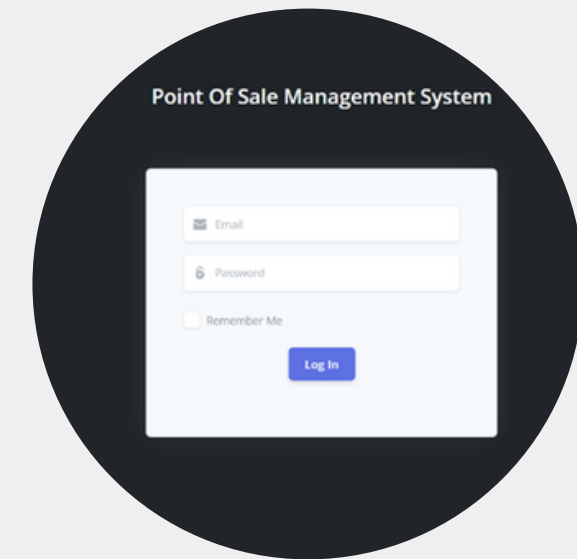 Point Of Sale Management System
Email
Password
Remember Me
Log In